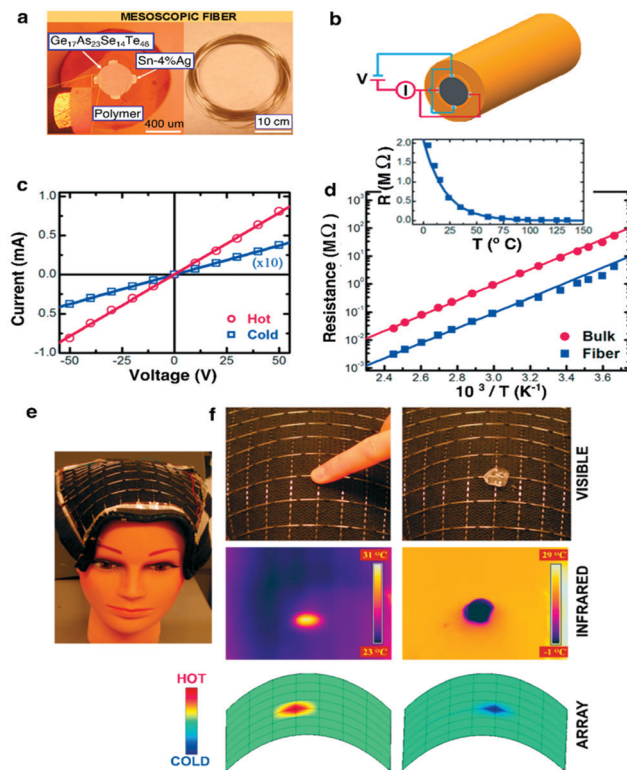 a
MESOSCOPIC FIBER
Ge17As23Se14Te46
Sn-4%Ag
Polymer
400 um
10 cm
b
V
I
c
Current (mA)
1.0
0.5
0.0
-0.5
-1.0
(x10)
Hot
Cold
-50
-25
0
25
50
Voltage (V)
d
R (M Ω)
2.0
1.5
1.0
0.5
0.0
0 25 50 75 100 125 150
T (° C)
Resistance (M Ω)
10^3
10^2
10^1
10^0
10^-1
10^-2
10^-3
Bulk
Fiber
2.4 2.6 2.8 3.0 3.2 3.4 3.6
10^3 / T (K^-1)
e
f
VISIBLE
31 °C
23 °C
29 °C
-1 °C
INFRARED
HOT
COLD
ARRAY